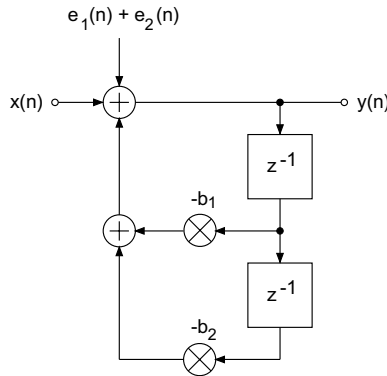 e1(n) + e2(n)
x(n)
y(n)
z-1
-b1
z-1
-b2